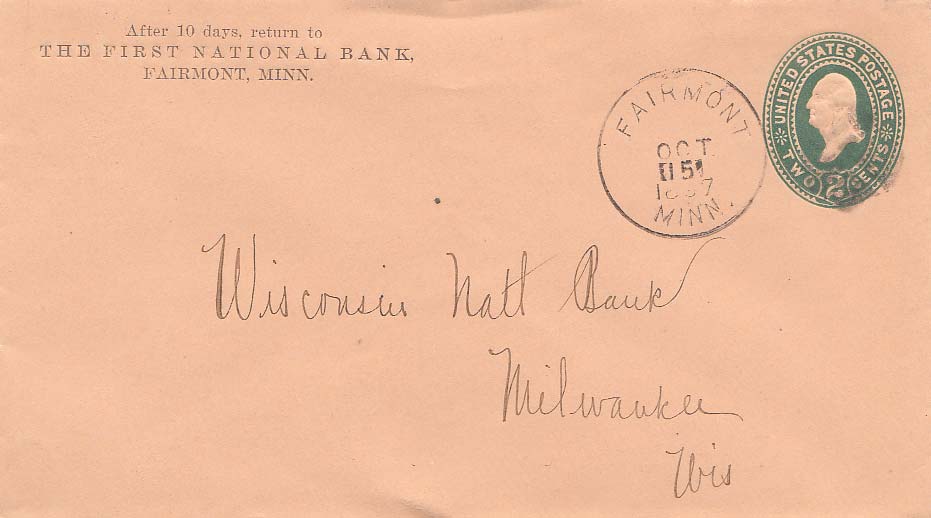 After 10 days, return to
THE FIRST NATIONAL BANK,
FAIRMONT, MINN.
UNITED STATES POSTAGE
TWO 2 CENTS
FAIRMONT
OCT
15
MINN.
Wisconsin Natl Bank
Milwaukee
Wis